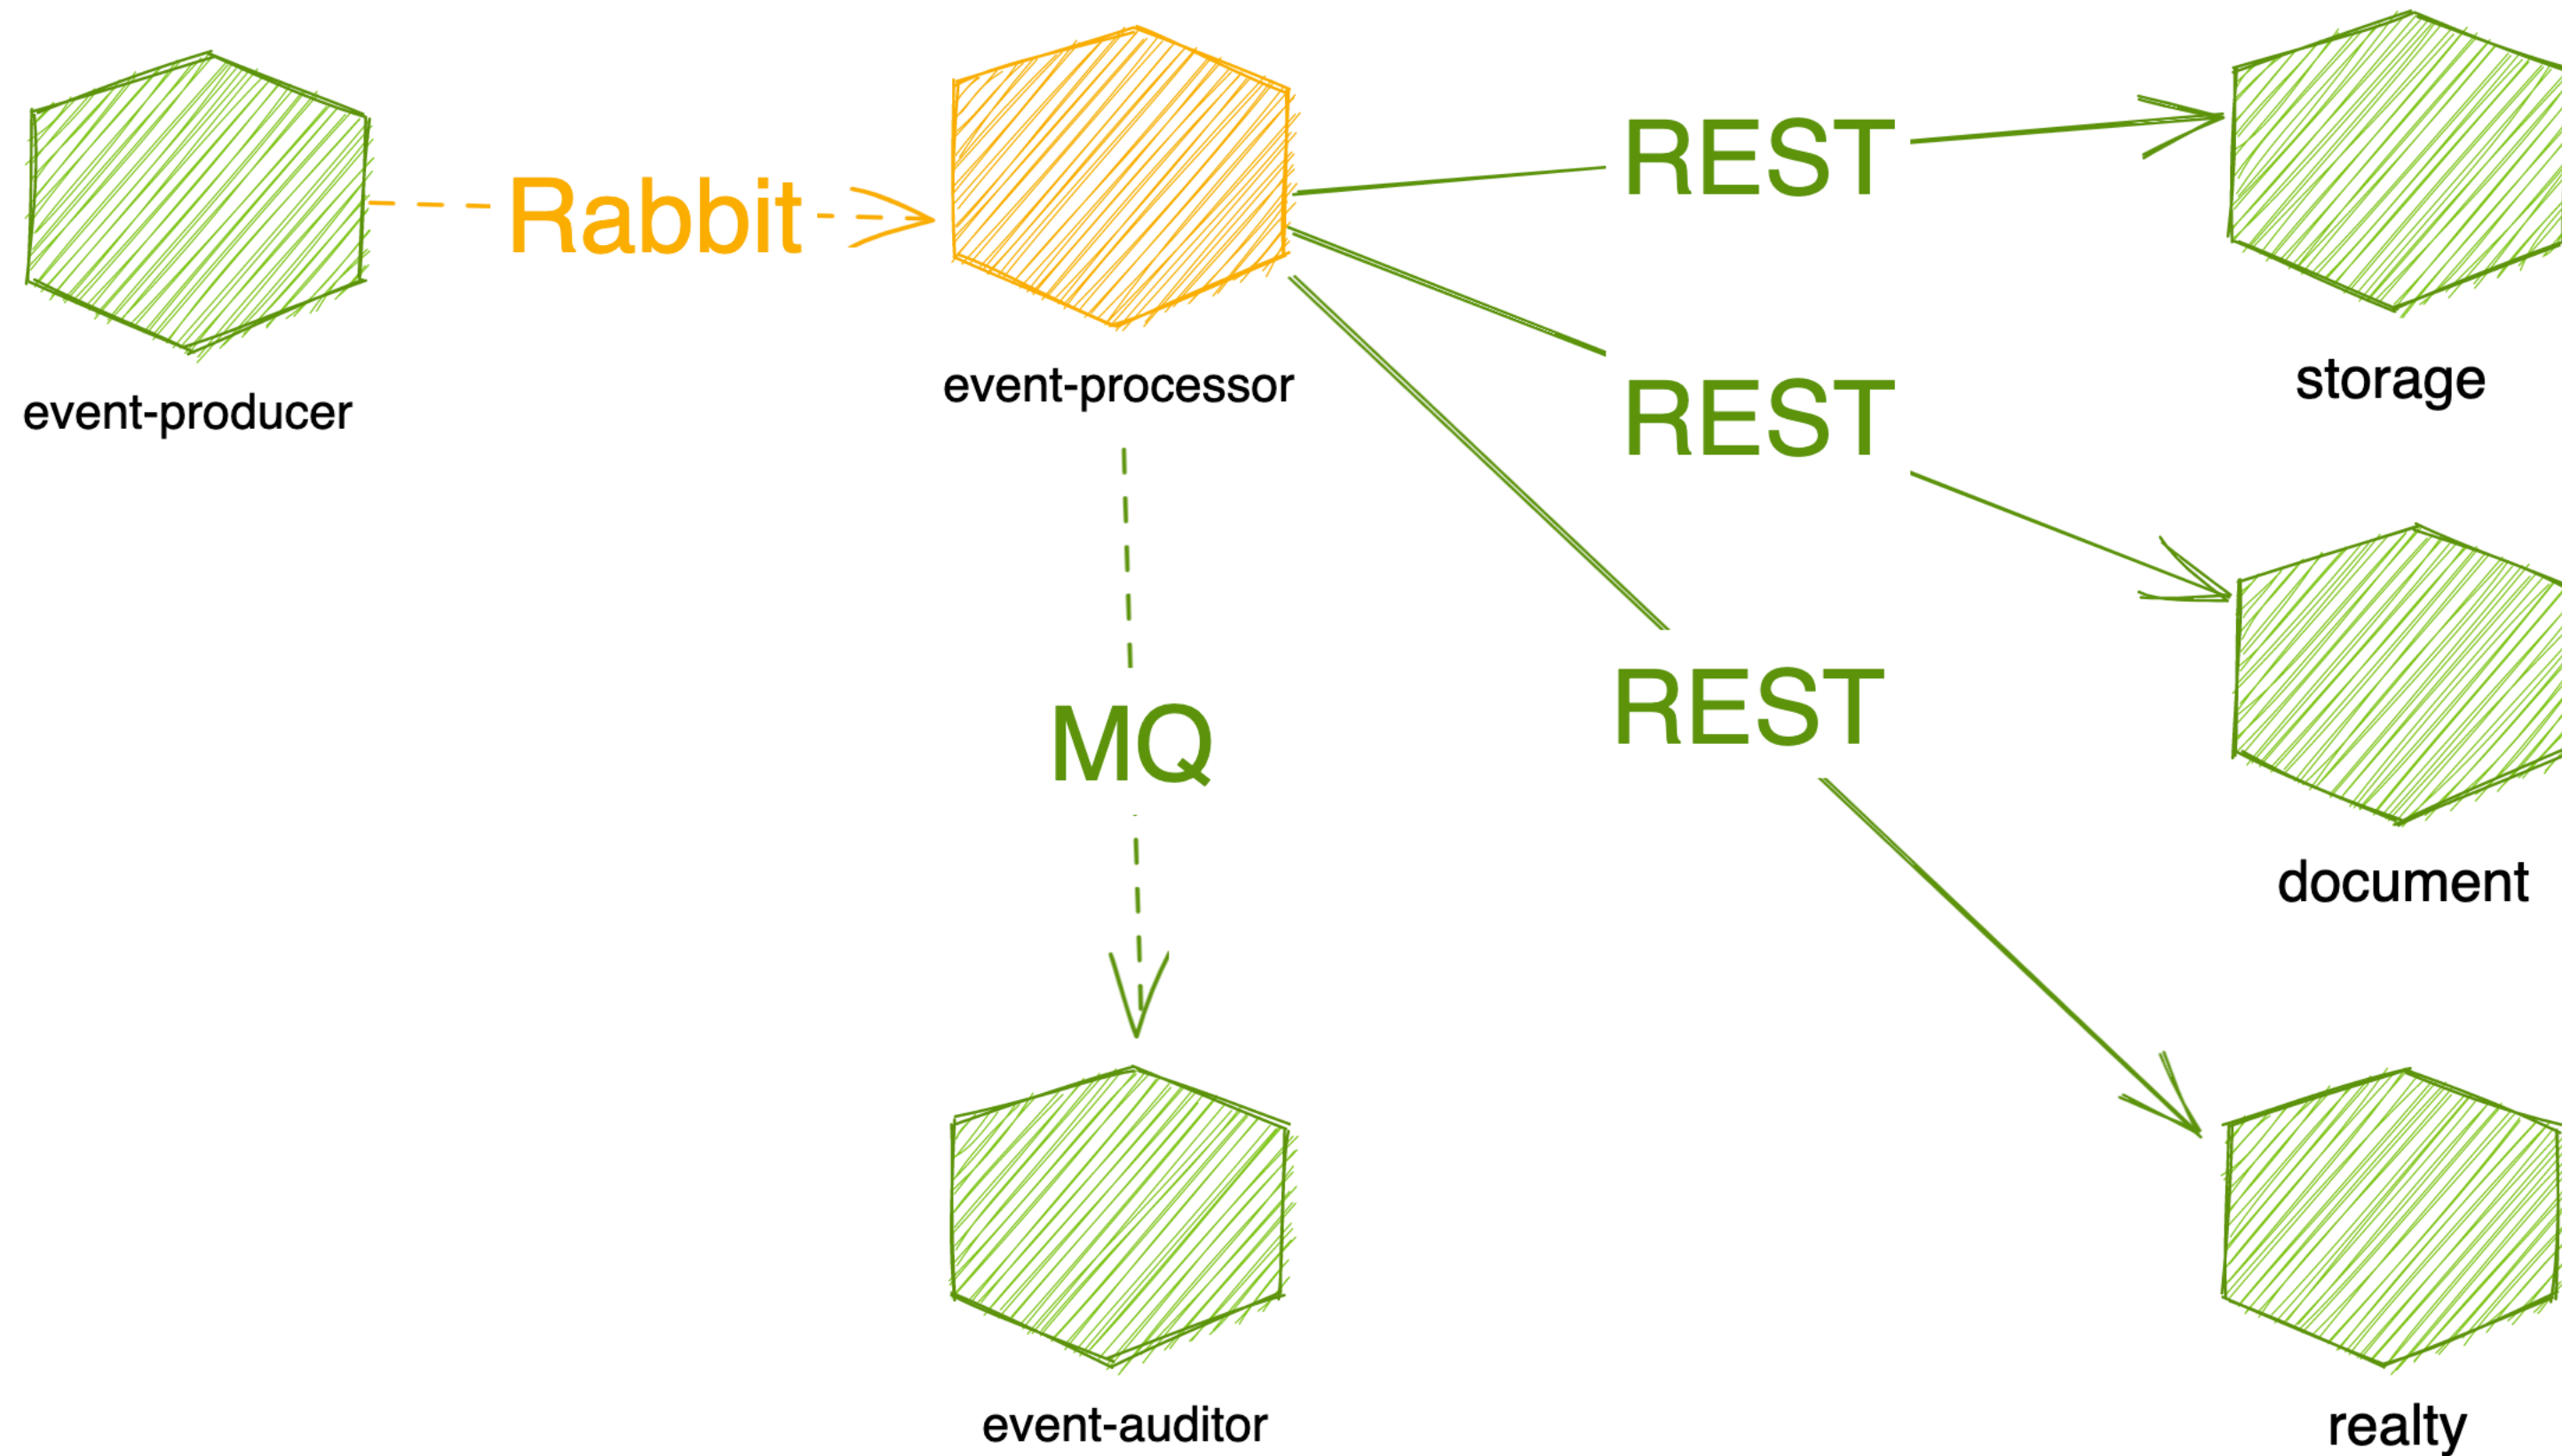 Rabbit
REST
REST
REST
MQ
event-producer
event-processor
storage
document
event-auditor
realty